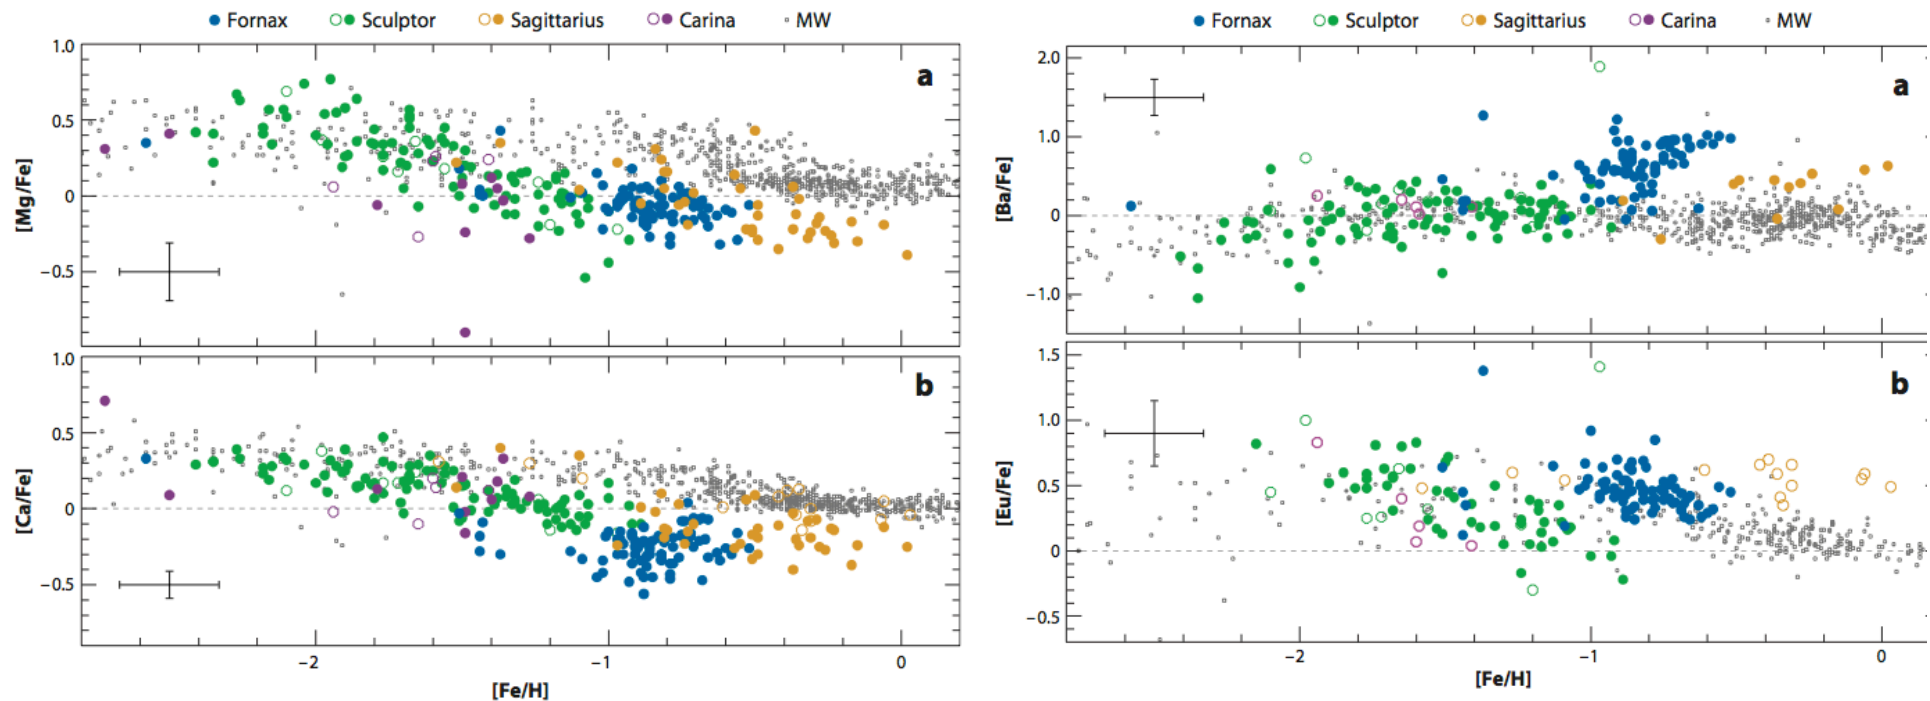 Fornax Sculptor Sagittarius Carina MW
1.0
a
0.5
0
−0.5
[Mg/Fe]
1.0
b
0.5
0
−0.5
[Ca/Fe]
−2 −1 0
[Fe/H]
Fornax Sculptor Sagittarius Carina MW
2.0
a
1.0
0
−1.0
[Ba/Fe]
1.5
b
1.0
0.5
0
−0.5
[Eu/Fe]
−2 −1 0
[Fe/H]